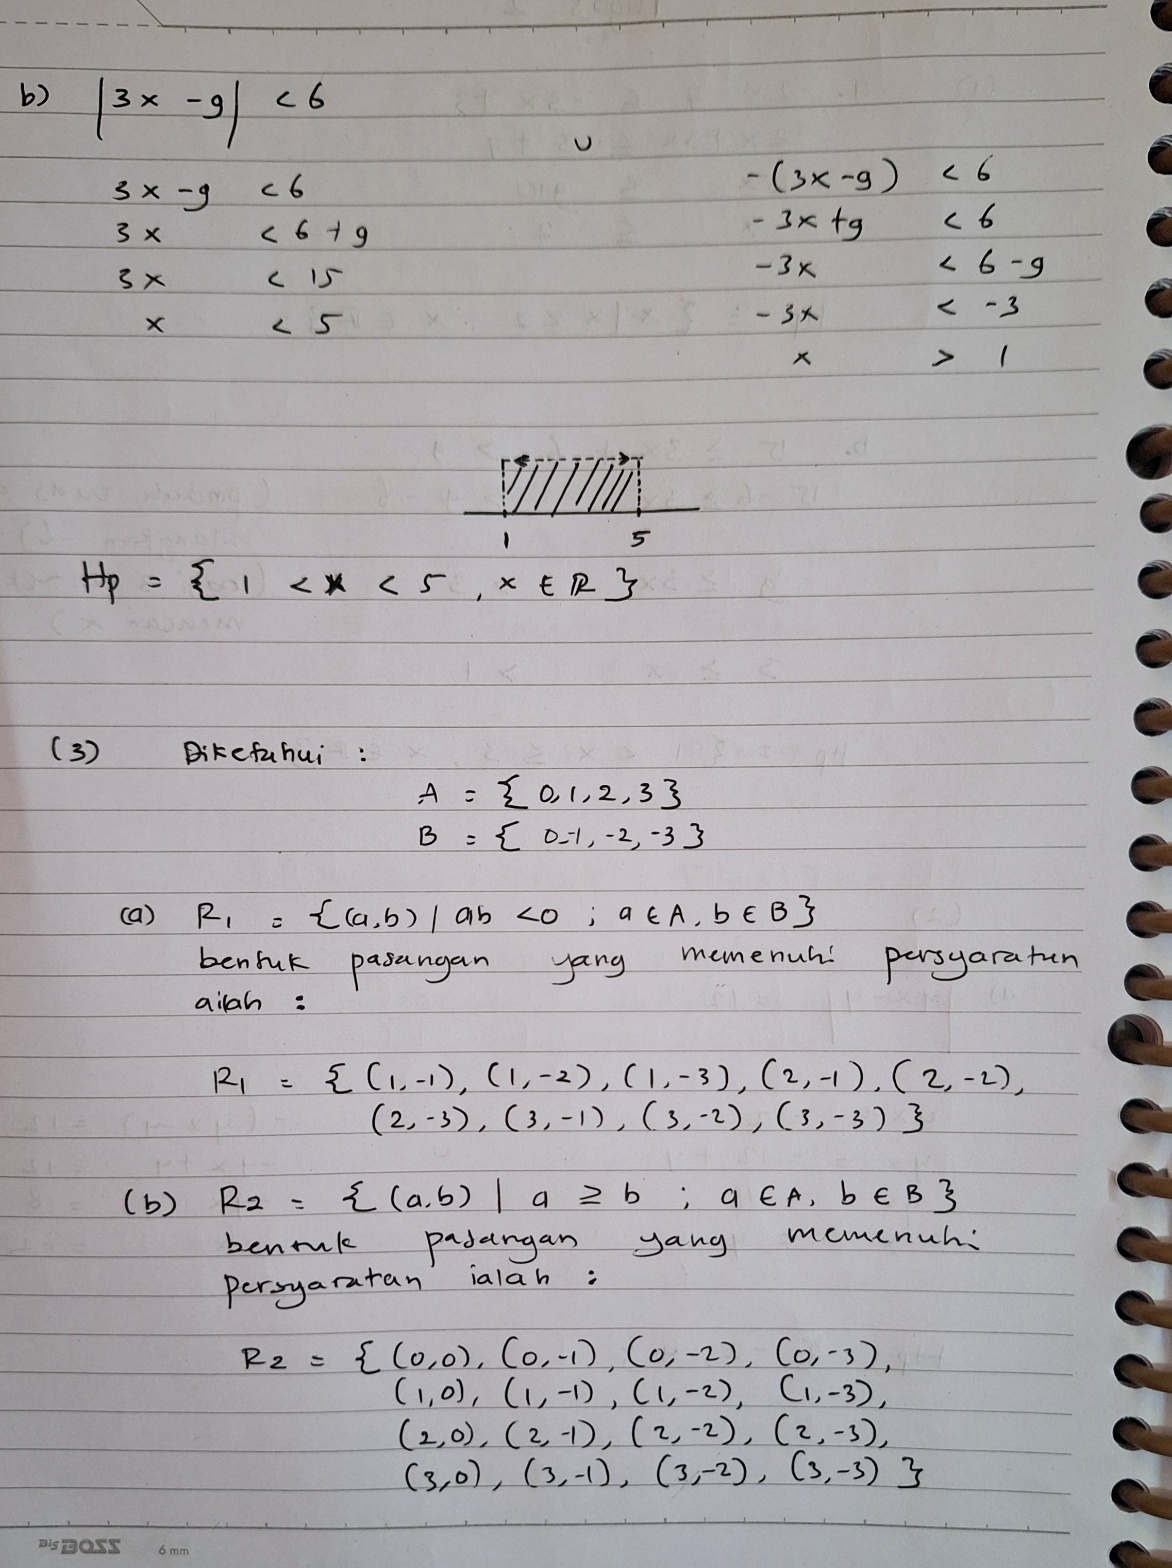 b) |3x - 9| < 6
∪
3x - 9 < 6
3x < 6 + 9
3x < 15
x < 5
-(3x - 9) < 6
-3x + 9 < 6
-3x < 6 - 9
-3x < -3
x > 1
1 5
Hp = { 1 < x < 5 , x ∈ R }
(3) Diketahui :
A = { 0, 1, 2, 3 }
B = { 0 -1, -2, -3 }
(a) R1 = { (a,b) | ab < 0 ; a ∈ A, b ∈ B }
bentuk pasangan yang memenuhi persyaratan
ailah :
R1 = { (1,-1), (1,-2), (1,-3), (2,-1), (2,-2),
(2,-3), (3,-1), (3,-2), (3,-3) }
(b) R2 = { (a,b) | a ≥ b ; a ∈ A, b ∈ B }
bentuk pasangan yang memenuhi
persyaratan ialah :
R2 = { (0,0), (0,-1), (0,-2), (0,-3),
(1,0), (1,-1), (1,-2), (1,-3),
(2,0), (2,-1), (2,-2), (2,-3),
(3,0), (3,-1), (3,-2), (3,-3) }
Big BOSS 6 mm